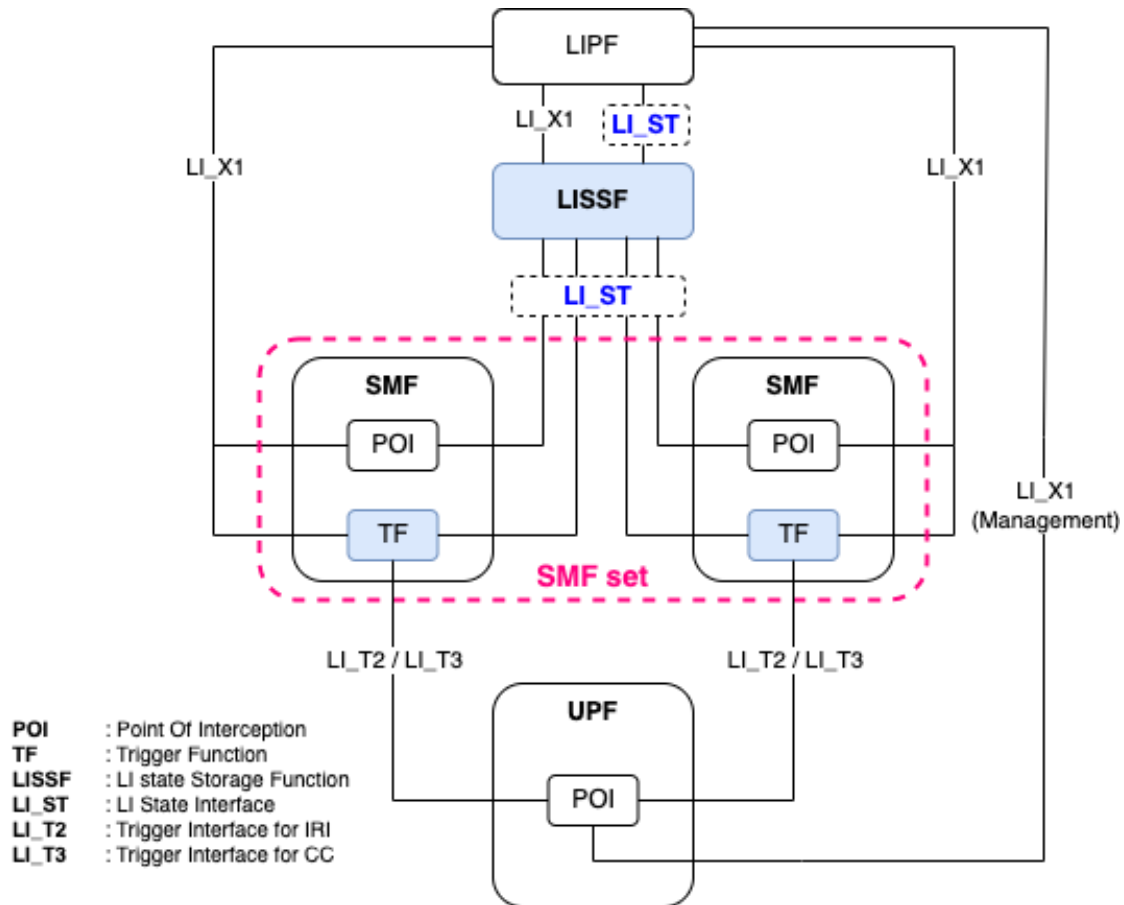 LIPF
LI_X1
LI_ST
LI_X1
LI_X1
LISSF
LI_ST
SMF
SMF
POI
POI
LI_X1
(Management)
TF
TF
SMF set
LI_T2 / LI_T3
LI_T2 / LI_T3
UPF
POI
POI : Point Of Interception
TF : Trigger Function
LISSF : LI state Storage Function
LI_ST : LI State Interface
LI_T2 : Trigger Interface for IRI
LI_T3 : Trigger Interface for CC